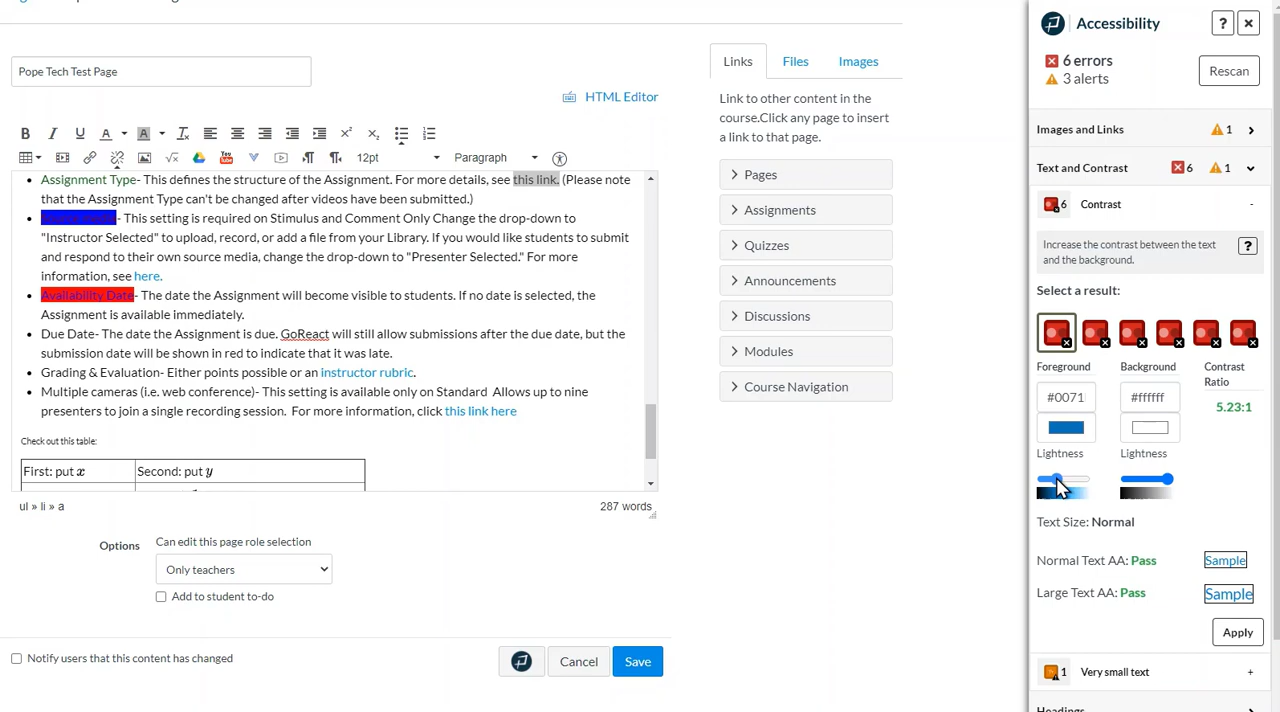 Pope Tech Test Page
HTML Editor
12pt
Paragraph
Assignment Type- This defines the structure of the Assignment. For more details, see this link. (Please note
that the Assignment Type can't be changed after videos have been submitted.)
- This setting is required on Stimulus and Comment Only Change the drop-down to
"Instructor Selected" to upload, record, or add a file from your Library. If you would like students to submit
and respond to their own source media, change the drop-down to "Presenter Selected." For more
information, see here.
Availability Date- The date the Assignment will become visible to students. If no date is selected, the
Assignment is available immediately.
Due Date- The date the Assignment is due. GoReact will still allow submissions after the due date, but the
submission date will be shown in red to indicate that it was late.
Grading & Evaluation- Either points possible or an instructor rubric.
Multiple cameras (i.e. web conference)- This setting is available only on Standard  Allows up to nine
presenters to join a single recording session.  For more information, click this link here
Check out this table:
First: put x
Second: put y
ul » li » a
287 words
Options
Can edit this page role selection
Only teachers
Add to student to-do
Notify users that this content has changed
Cancel
Save
Links
Files
Images
Link to other content in the
course.Click any page to insert
a link to that page.
Pages
Assignments
Quizzes
Announcements
Discussions
Modules
Course Navigation
Accessibility
?
6 errors
3 alerts
Rescan
Images and Links
1
Text and Contrast
6
1
6
Contrast
-
Increase the contrast between the text
and the background.
?
Select a result:
Foreground
Background
Contrast
Ratio
#0071
#ffffff
5.23:1
Lightness
Lightness
Text Size: Normal
Normal Text AA: Pass
Sample
Large Text AA: Pass
Sample
Apply
1
Very small text
+
Headings